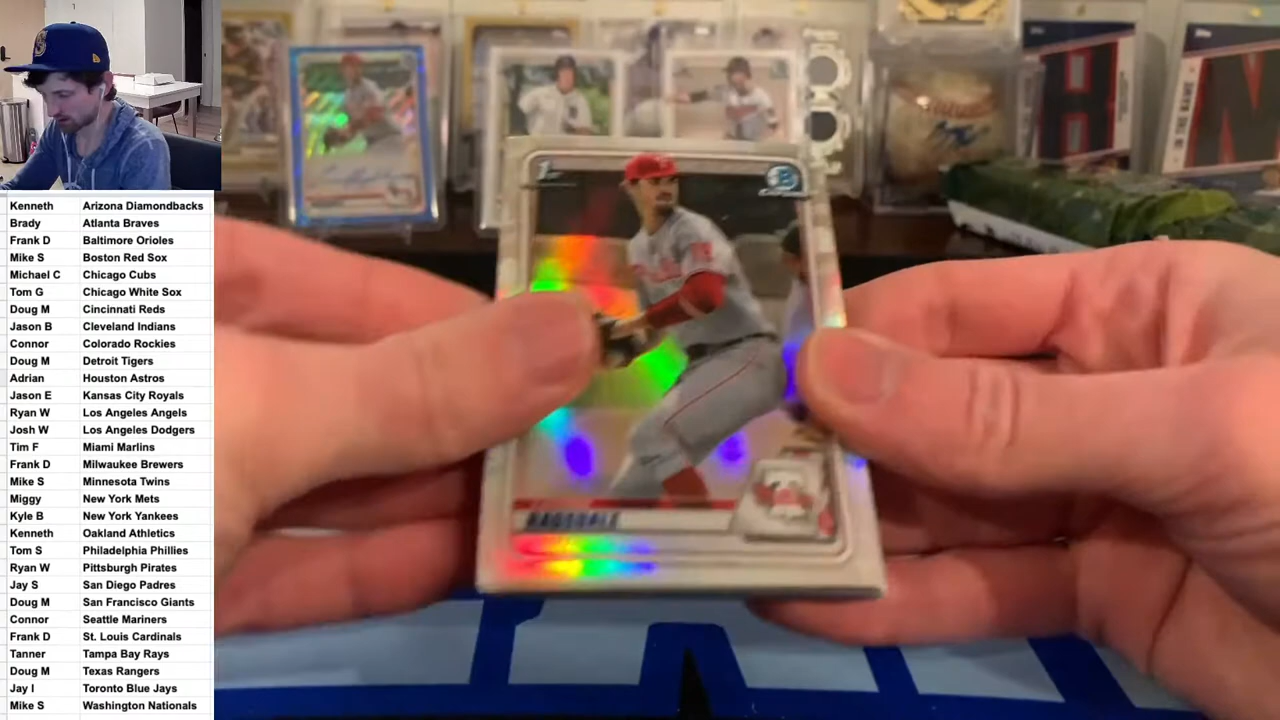 Kenneth Arizona Diamondbacks
Brady Atlanta Braves
Frank D Baltimore Orioles
Mike S Boston Red Sox
Michael C Chicago Cubs
Tom G Chicago White Sox
Doug M Cincinnati Reds
Jason B Cleveland Indians
Connor Colorado Rockies
Doug M Detroit Tigers
Adrian Houston Astros
Jason E Kansas City Royals
Ryan W Los Angeles Angels
Josh W Los Angeles Dodgers
Tim F Miami Marlins
Frank D Milwaukee Brewers
Mike S Minnesota Twins
Miggy New York Mets
Kyle B New York Yankees
Kenneth Oakland Athletics
Tom S Philadelphia Phillies
Ryan W Pittsburgh Pirates
Jay S San Diego Padres
Doug M San Francisco Giants
Connor Seattle Mariners
Frank D St. Louis Cardinals
Tanner Tampa Bay Rays
Doug M Texas Rangers
Jay I Toronto Blue Jays
Mike S Washington Nationals
1st
B
RAGSDALE
H
N